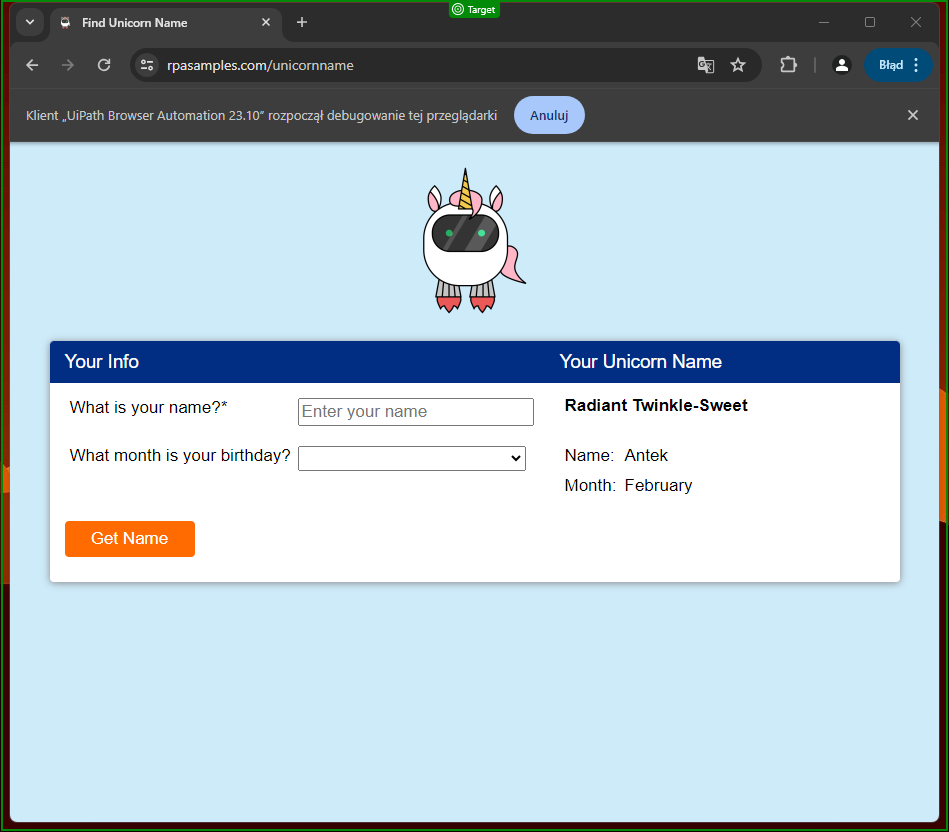 Target
Find Unicorn Name
rpasamples.com/unicornname
Błąd
Klient „UiPath Browser Automation 23.10” rozpoczął debugowanie tej przeglądarki
Anuluj
Your Info
Your Unicorn Name
What is your name?*
Enter your name
Radiant Twinkle-Sweet
What month is your birthday?
Name: Antek
Month: February
Get Name